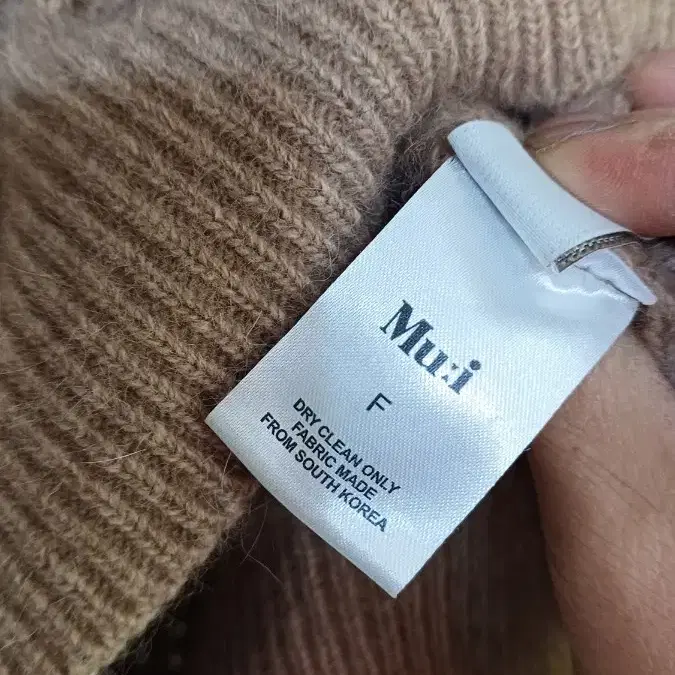 Mu:i
F
DRY CLEAN ONLY
FABRIC MADE
FROM SOUTH KOREA